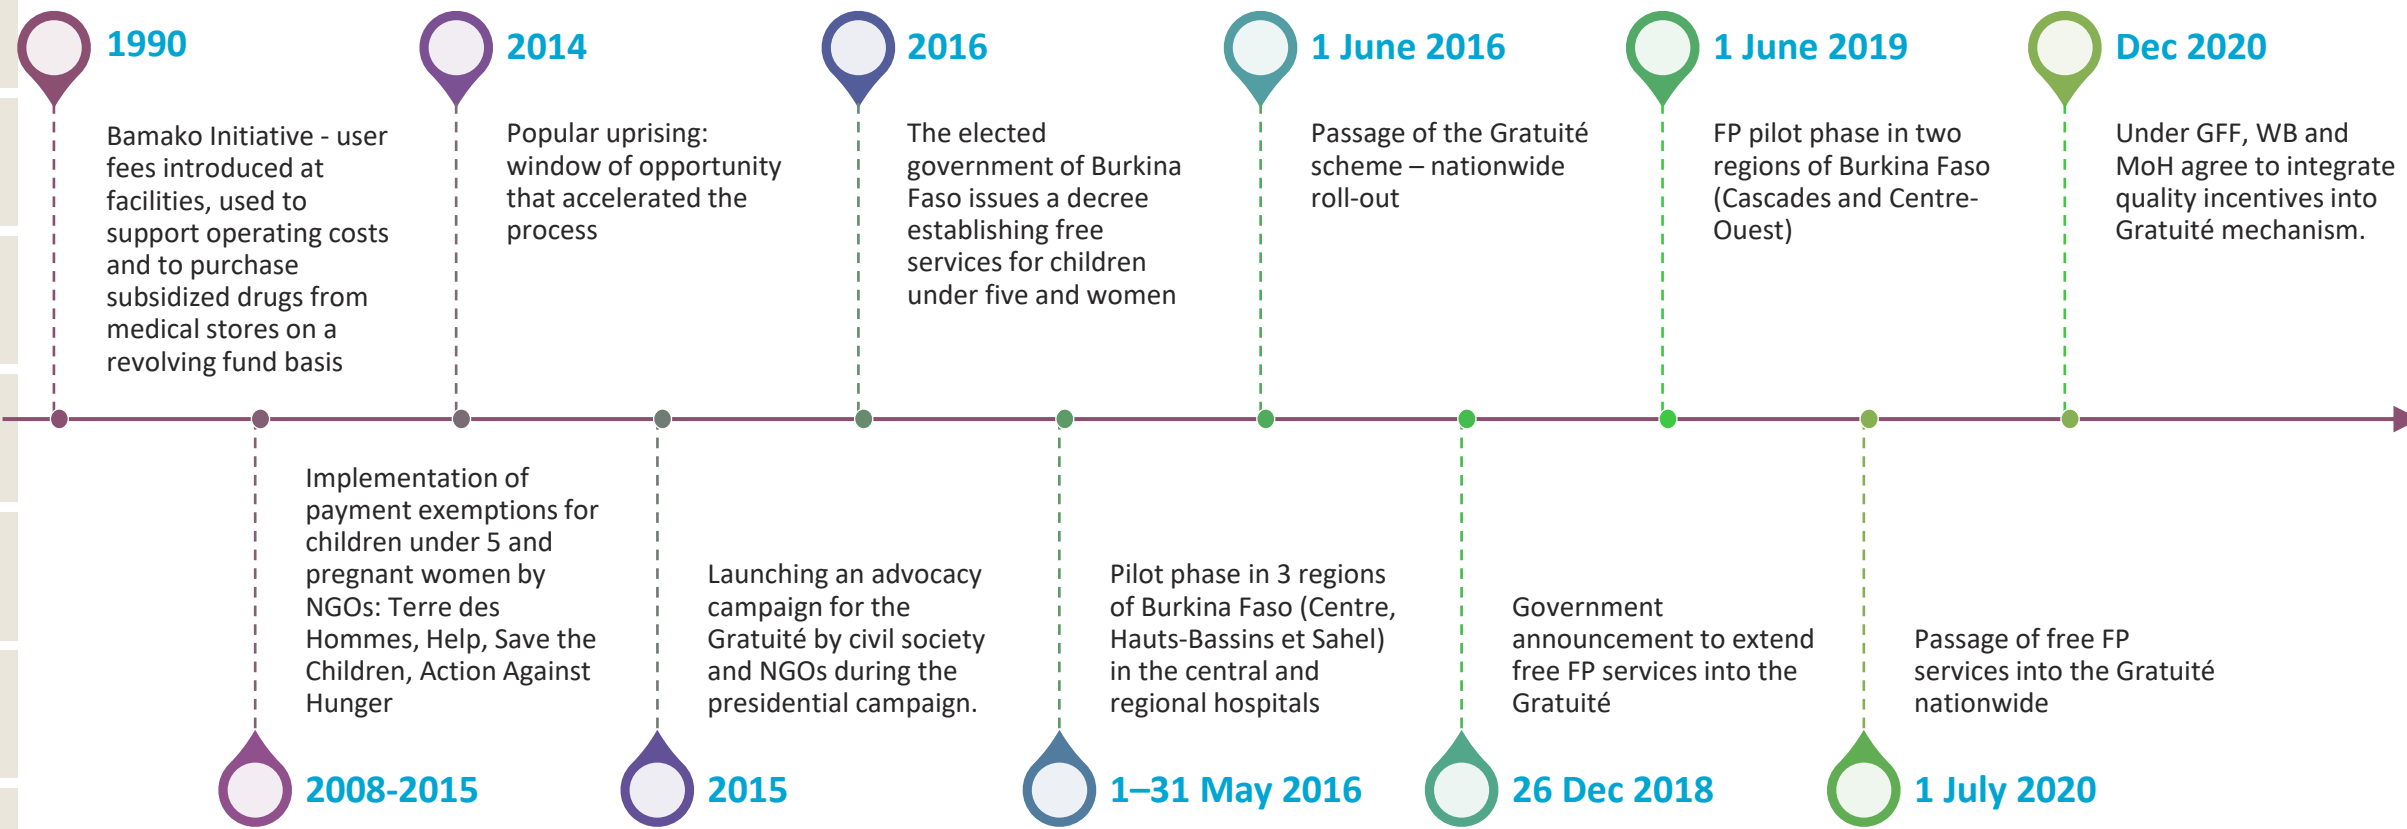 1990
Bamako Initiative - user
fees introduced at
facilities, used to
support operating costs
and to purchase
subsidized drugs from
medical stores on a
revolving fund basis
2014
Popular uprising:
window of opportunity
that accelerated the
process
2016
The elected
government of Burkina
Faso issues a decree
establishing free
services for children
under five and women
1 June 2016
Passage of the Gratuité
scheme – nationwide
roll-out
1 June 2019
FP pilot phase in two
regions of Burkina Faso
(Cascades and Centre-
Ouest)
Dec 2020
Under GFF, WB and
MoH agree to integrate
quality incentives into
Gratuité mechanism.
Implementation of
payment exemptions for
children under 5 and
pregnant women by
NGOs: Terre des
Hommes, Help, Save the
Children, Action Against
Hunger
2008-2015
Launching an advocacy
campaign for the
Gratuité by civil society
and NGOs during the
presidential campaign.
2015
Pilot phase in 3 regions
of Burkina Faso (Centre,
Hauts-Bassins et Sahel)
in the central and
regional hospitals
1–31 May 2016
Government
announcement to extend
free FP services into the
Gratuité
26 Dec 2018
Passage of free FP
services into the Gratuité
nationwide
1 July 2020